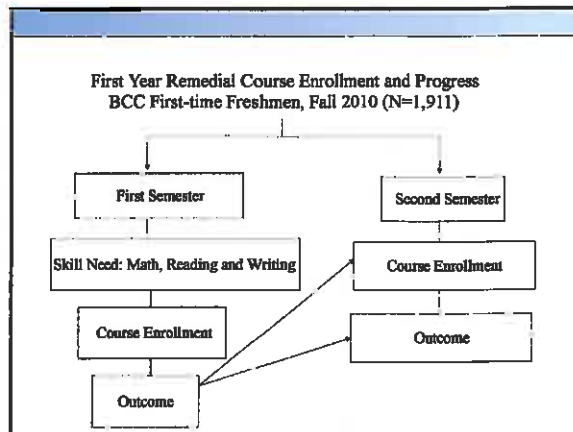 First Year Remedial Course Enrollment and Progress
BCC First-time Freshmen, Fall 2010 (N=1,911)
First Semester
Skill Need: Math, Reading and Writing
Course Enrollment
Outcome
Second Semester
Course Enrollment
Outcome